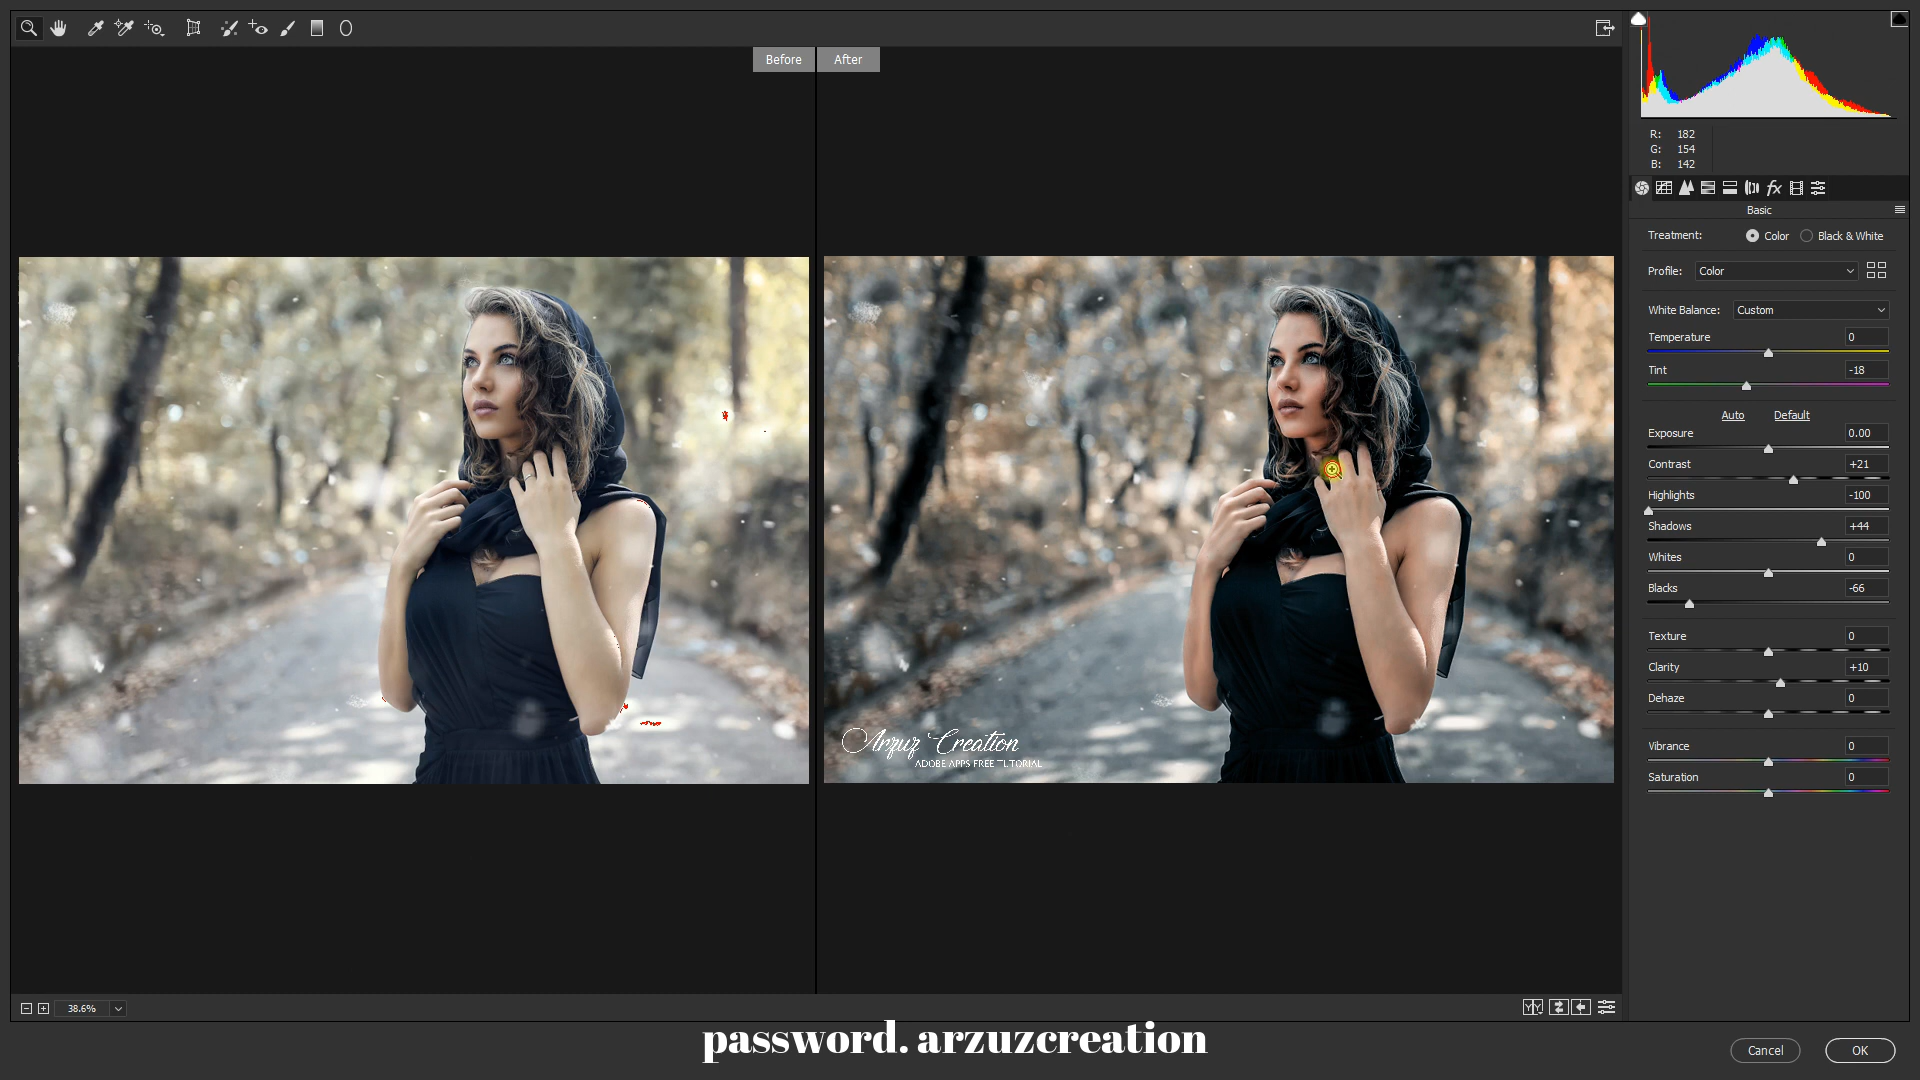 Before
After
R: 182
G: 154
B: 142
fx
Basic
Treatment: Color Black & White
Profile: Color
White Balance: Custom
Temperature 0
Tint -18
Auto Default
Exposure 0.00
Contrast +21
Highlights -100
Shadows +44
Whites 0
Blacks -66
Texture 0
Clarity +10
Dehaze 0
Vibrance 0
Saturation 0
Arzuz Creation
ADOBE APPS FREE TUTORIAL
38.6%
Y Y
password. arzuzcreation
Cancel OK